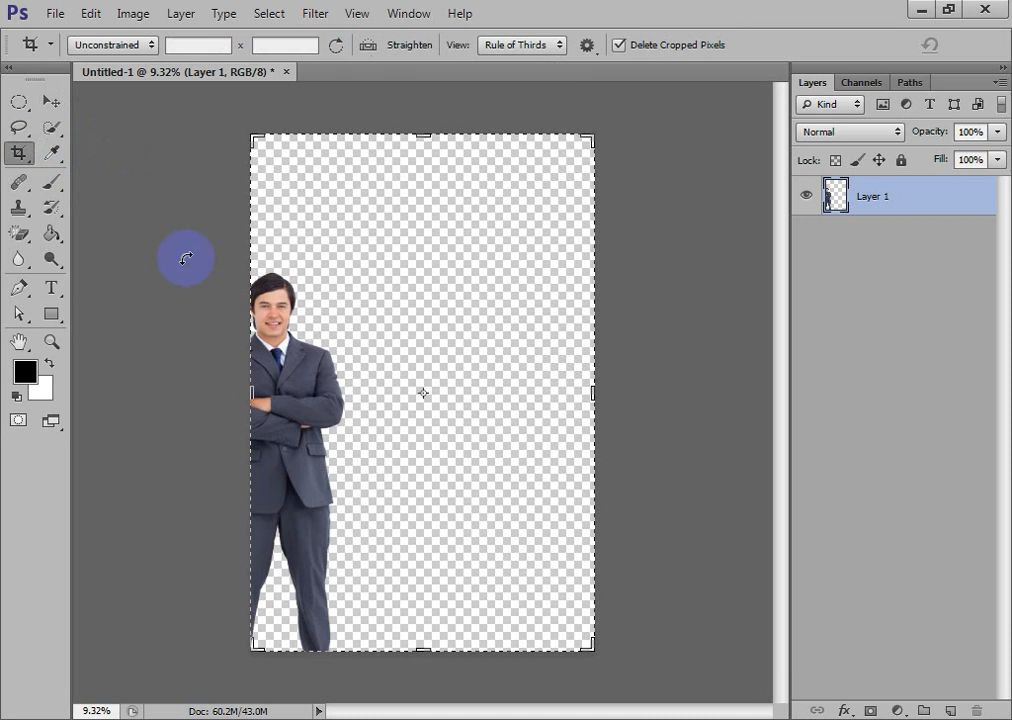 Ps File Edit Image Layer Type Select Filter View Window Help
Unconstrained x Straighten View: Rule of Thirds Delete Cropped Pixels
Untitled-1 @ 9.32% (Layer 1, RGB/8) * ×
Layers Channels Paths
Kind T
Normal Opacity: 100%
Lock: Fill: 100%
Layer 1
T
9.32% Doc: 60.2M/43.0M
fx